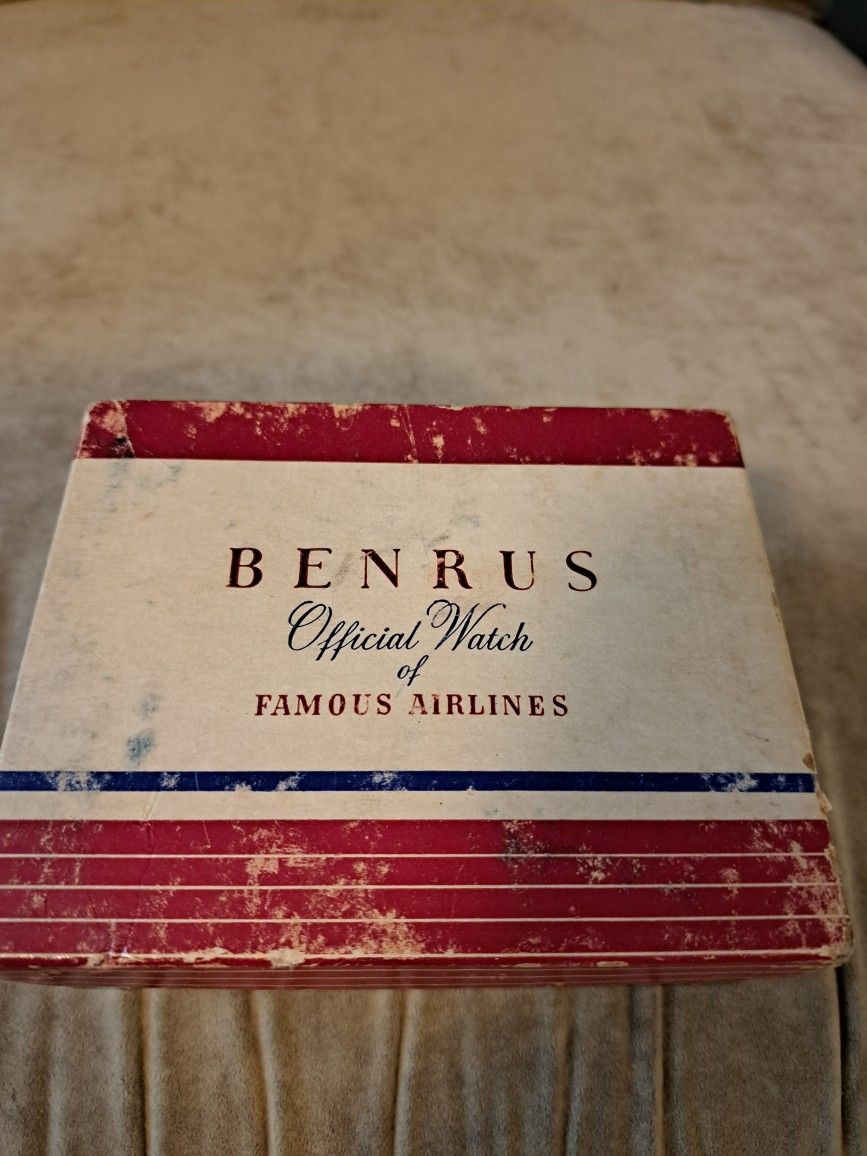 BENRUS
Official Watch
of
FAMOUS AIRLINES